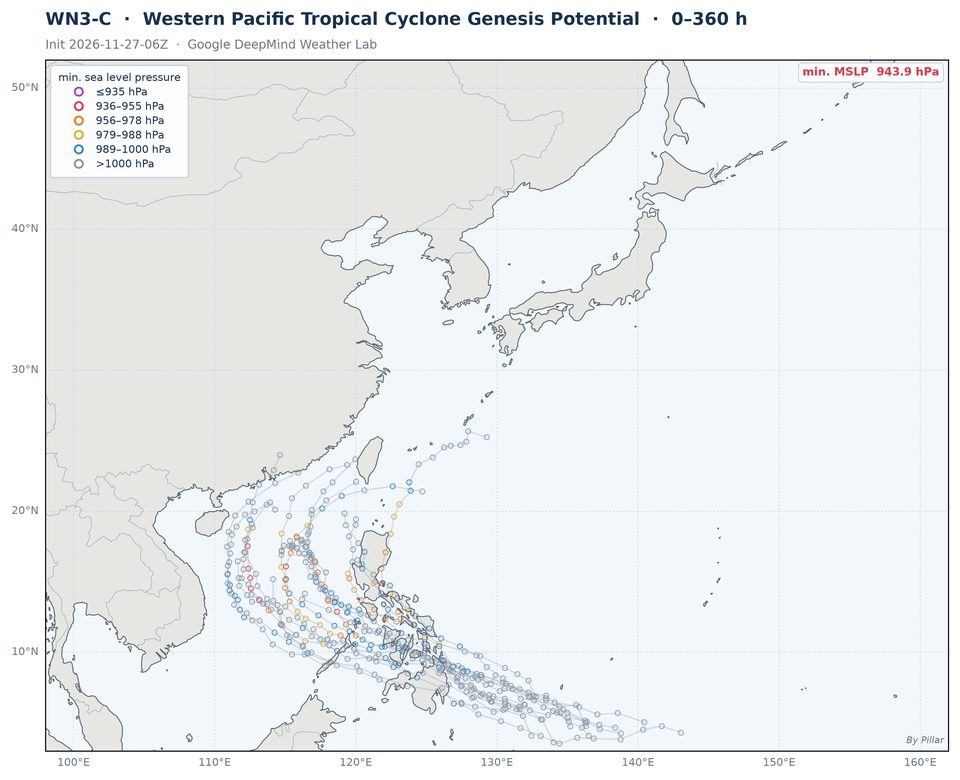 WN3-C · Western Pacific Tropical Cyclone Genesis Potential · 0–360 h
Init 2026-11-27-06Z · Google DeepMind Weather Lab
min. sea level pressure
≤935 hPa
936–955 hPa
956–978 hPa
979–988 hPa
989–1000 hPa
>1000 hPa
min. MSLP 943.9 hPa
50°N
40°N
30°N
20°N
10°N
By Pillar
100°E 110°E 120°E 130°E 140°E 150°E 160°E